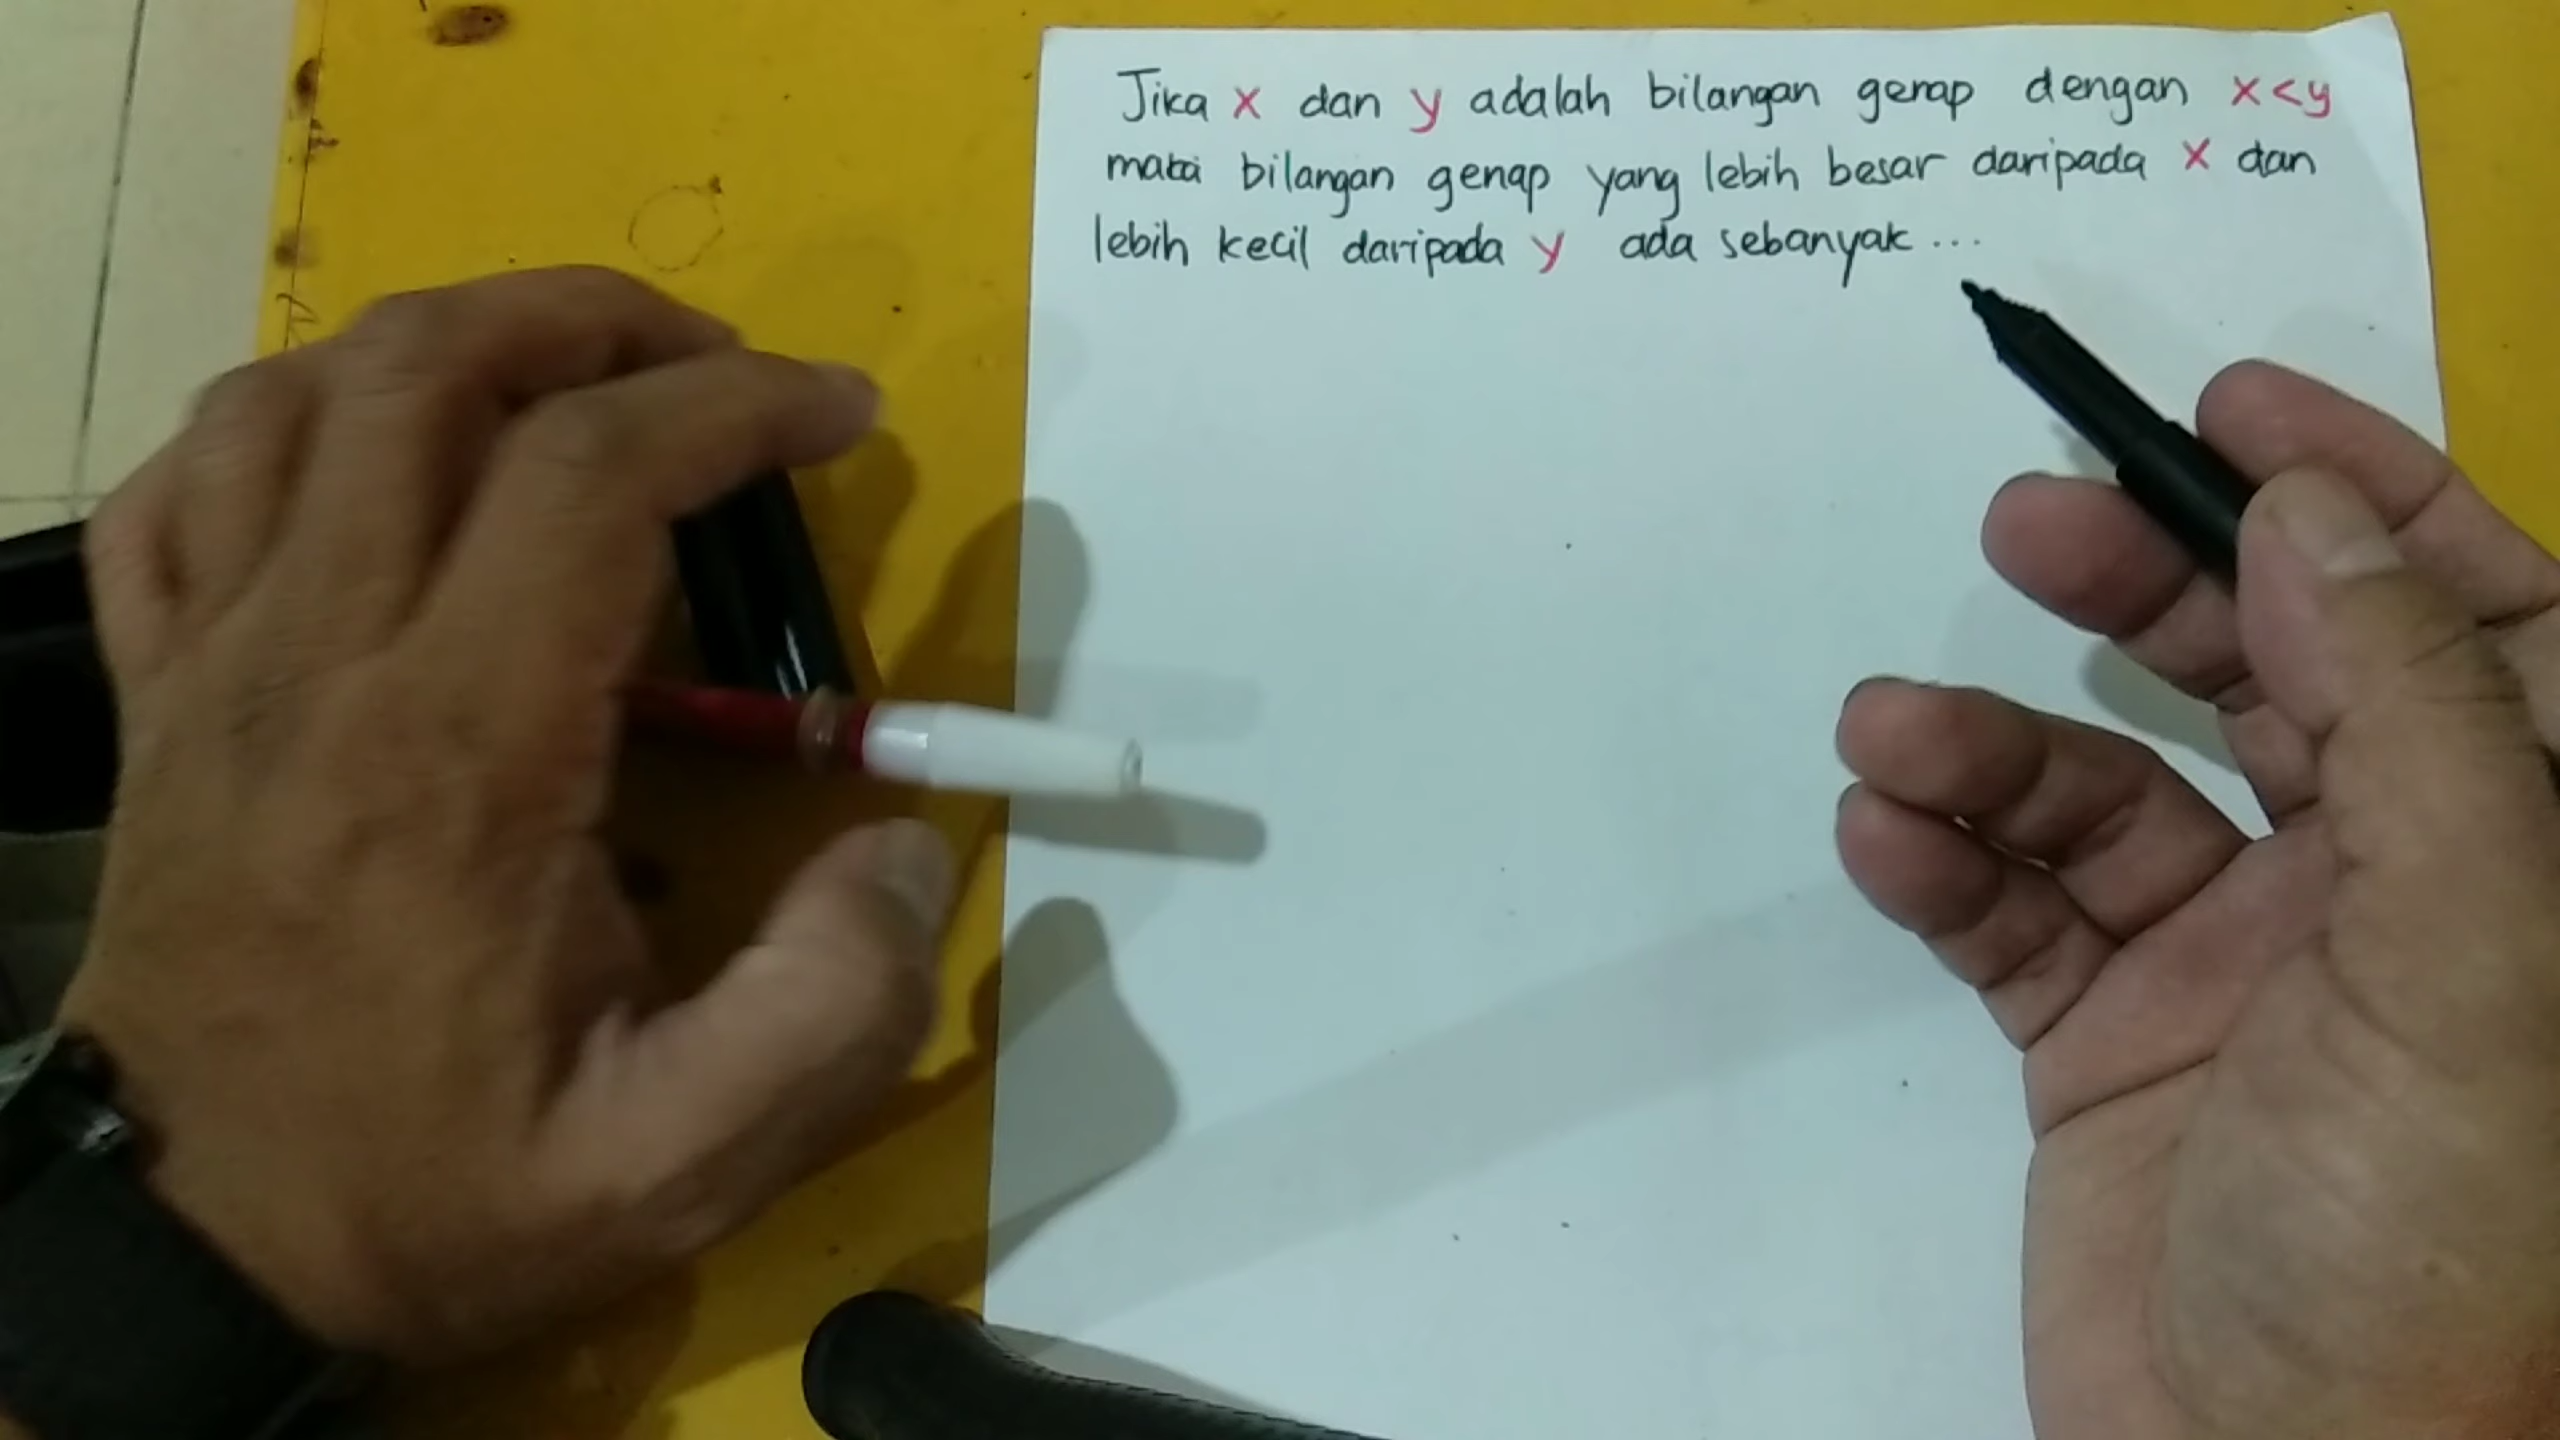 Jika x dan y adalah bilangan genap dengan x<y
maka bilangan genap yang lebih besar daripada x dan
lebih kecil daripada y ada sebanyak ...